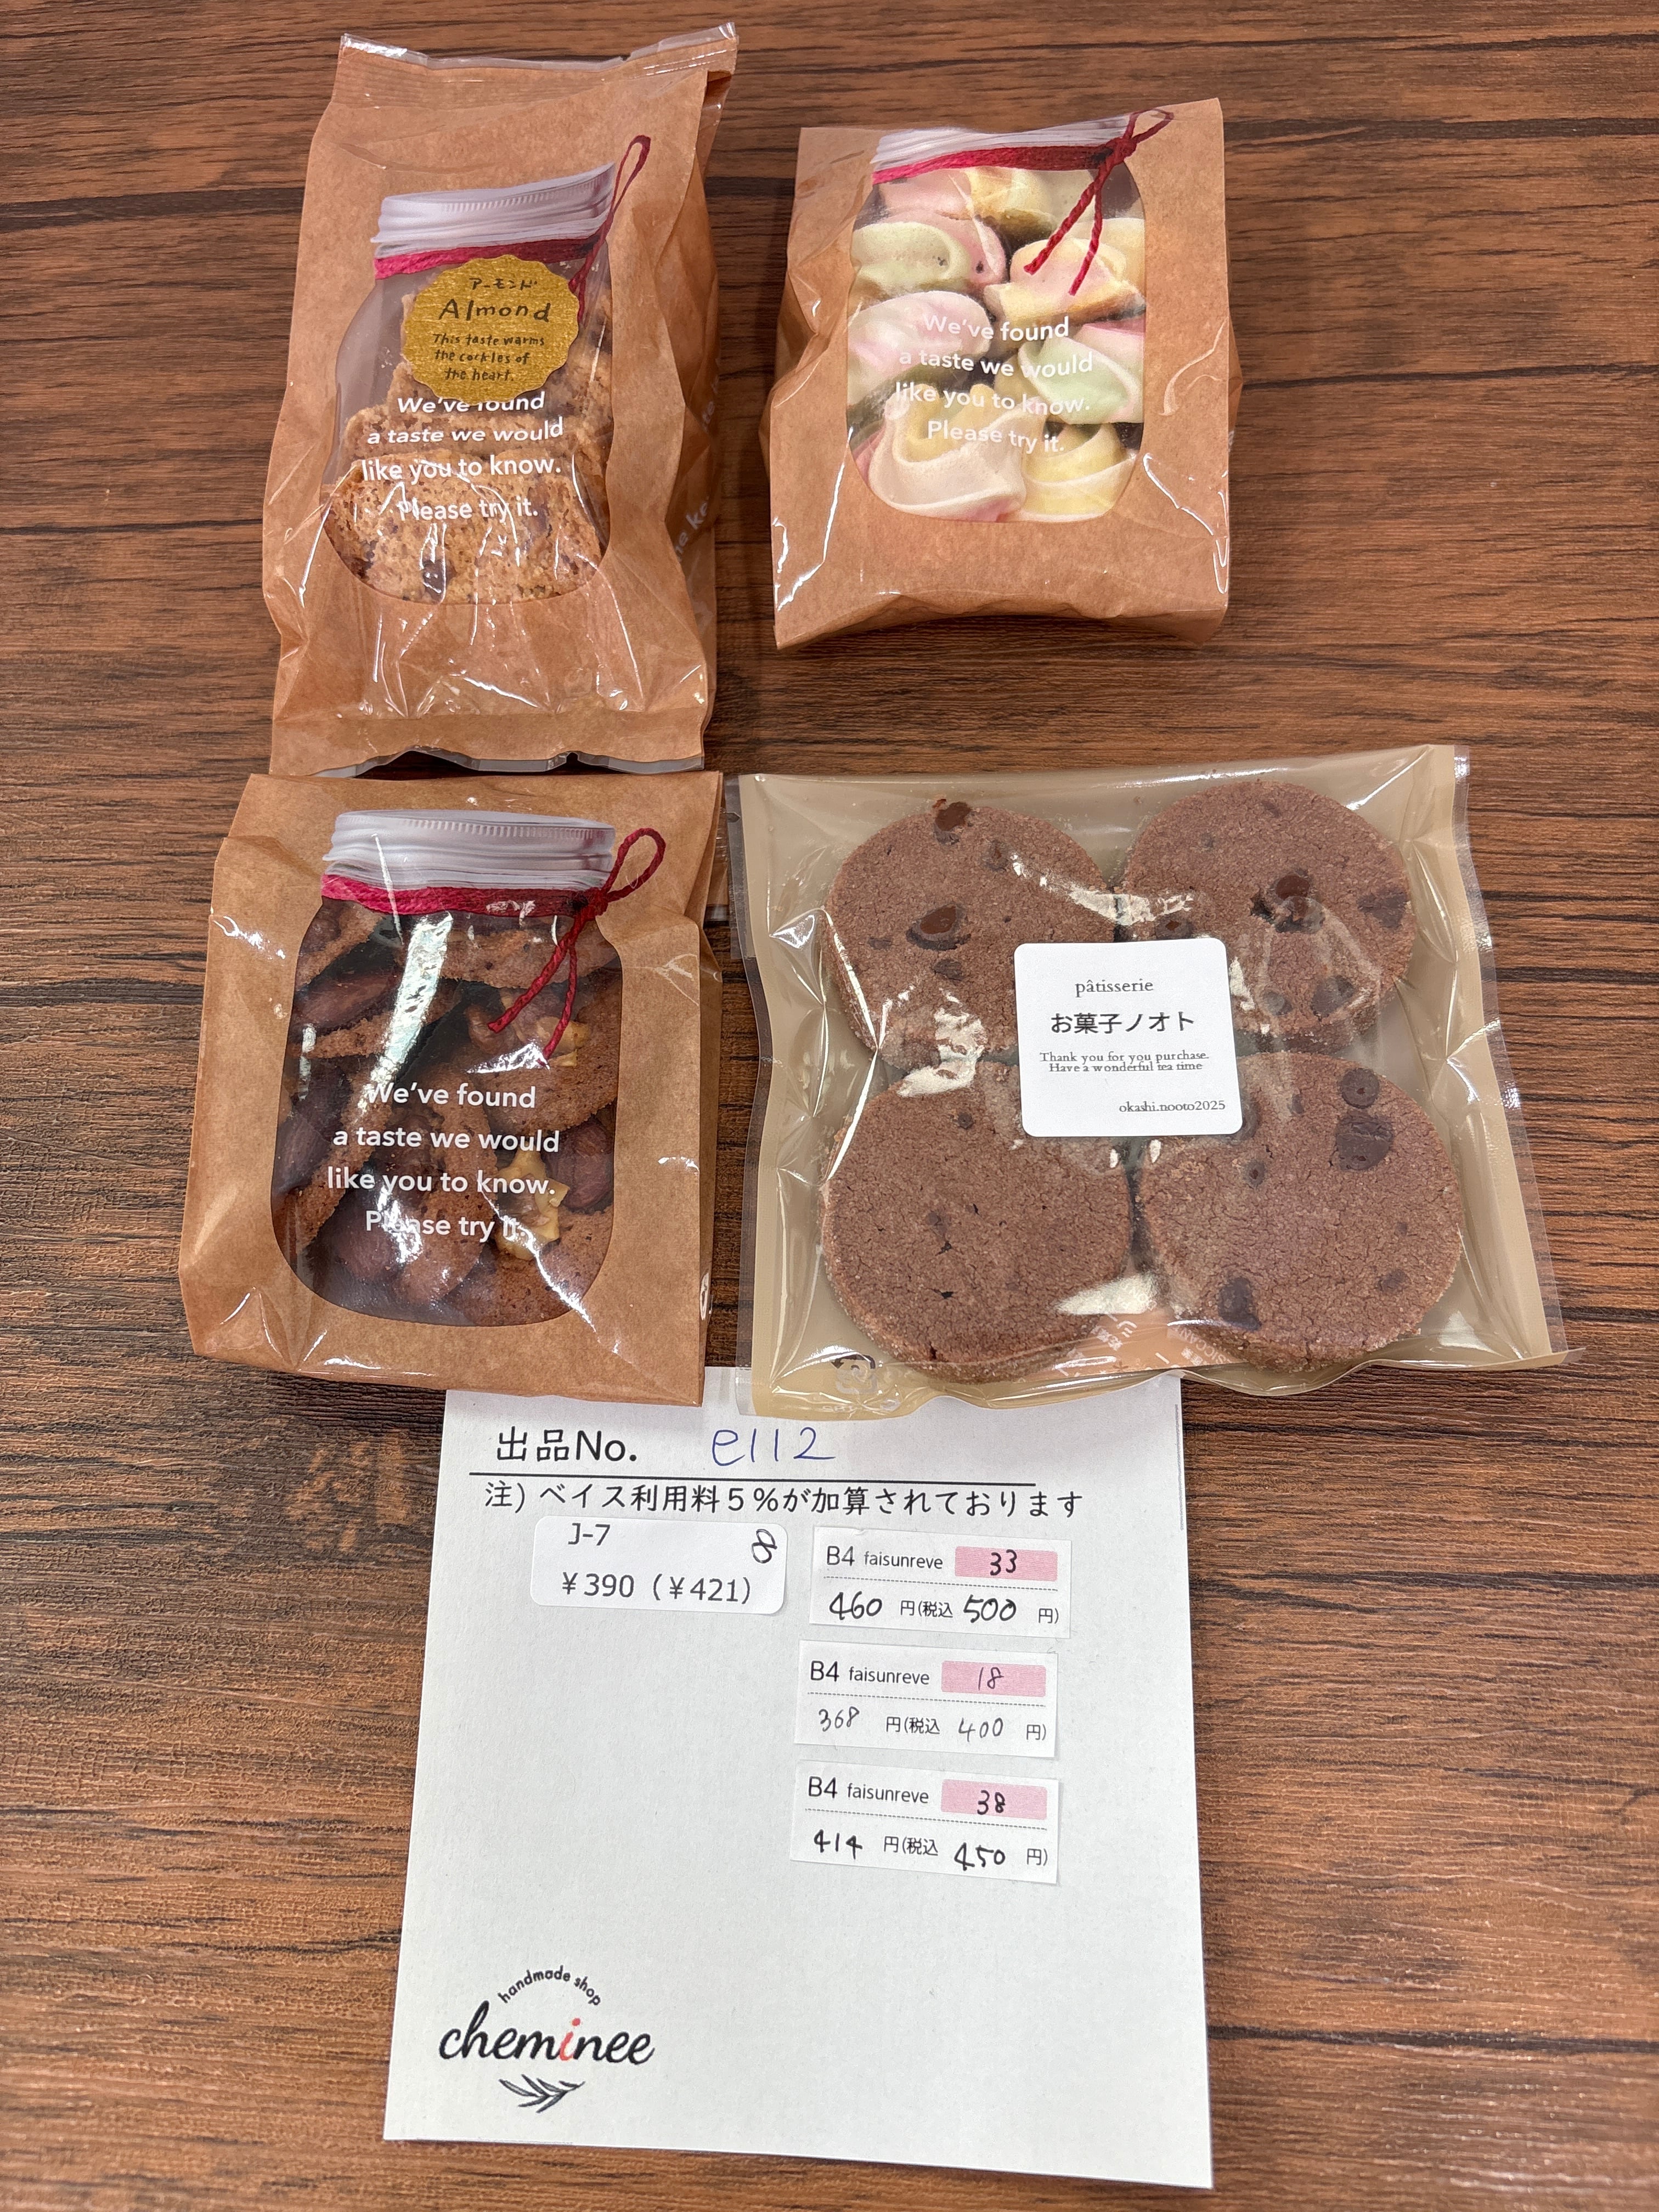 アーモンド
Almond
This taste warms
the cockles of
the heart.
We've found
a taste we would
like you to know.
Please try it.
We've found
a taste we would
like you to know.
Please try it.
We've found
a taste we would
like you to know.
Please try it.
pâtisserie
お菓子ノオト
Thank you for you purchase.
Have a wonderful tea time
okashi.nooto2025
出品No. e112
注) ベイス利用料5%が加算されております
J-7 8
¥390 (¥421)
B4 faisunreve 33
460 円(税込 500 円)
B4 faisunreve 18
368 円(税込 400 円)
B4 faisunreve 38
414 円(税込 450 円)
handmade shop
cheminee